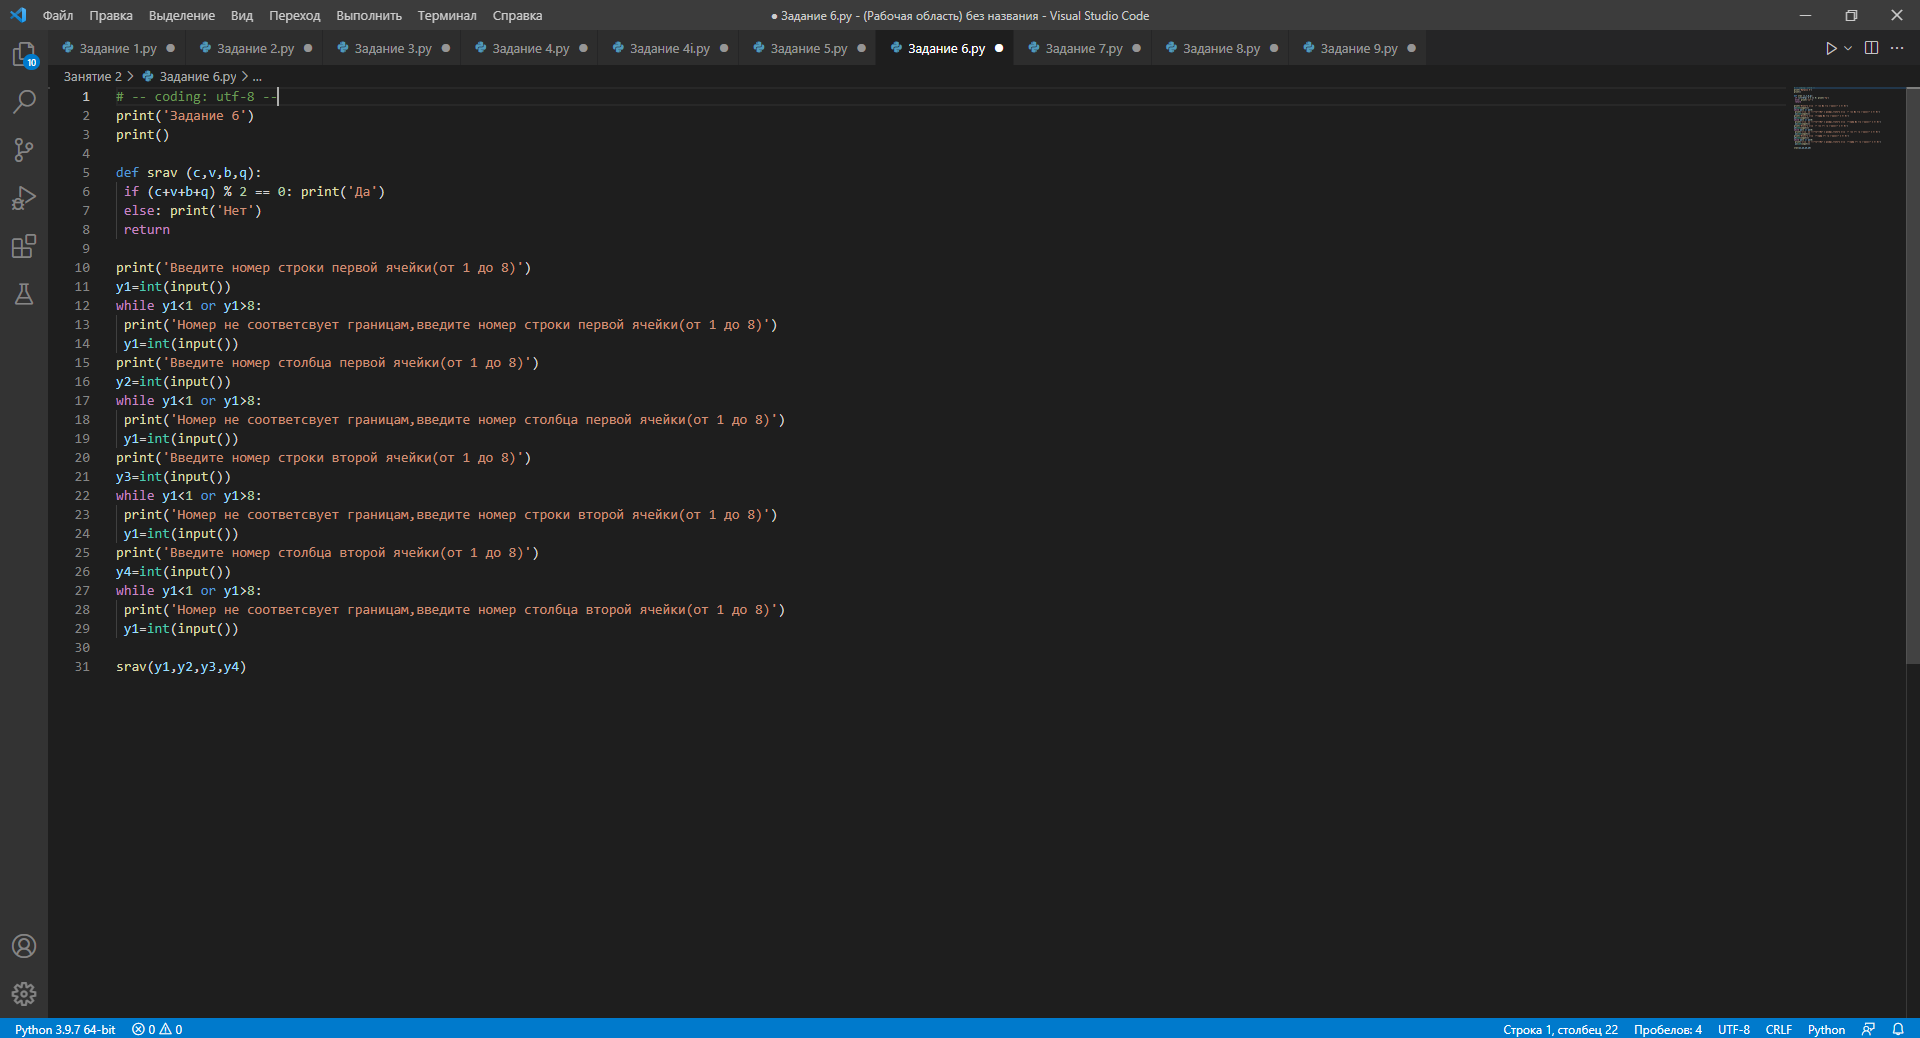 Файл Правка Выделение Вид Переход Выполнить Терминал Справка
● Задание 6.py - (Рабочая область) без названия - Visual Studio Code
Задание 1.py ● Задание 2.py ● Задание 3.py ● Задание 4.py ● Задание 4i.py ● Задание 5.py ● Задание 6.py ● Задание 7.py ● Задание 8.py ● Задание 9.py ●
10
Занятие 2 > Задание 6.py > ...
1 # -- coding: utf-8 --
2 print('Задание 6')
3 print()
4
5 def srav (c,v,b,q):
6 if (c+v+b+q) % 2 == 0: print('Да')
7 else: print('Нет')
8 return
9
10 print('Введите номер строки первой ячейки(от 1 до 8)')
11 y1=int(input())
12 while y1<1 or y1>8:
13 print('Номер не соответсвует границам,введите номер строки первой ячейки(от 1 до 8)')
14 y1=int(input())
15 print('Введите номер столбца первой ячейки(от 1 до 8)')
16 y2=int(input())
17 while y1<1 or y1>8:
18 print('Номер не соответсвует границам,введите номер столбца первой ячейки(от 1 до 8)')
19 y1=int(input())
20 print('Введите номер строки второй ячейки(от 1 до 8)')
21 y3=int(input())
22 while y1<1 or y1>8:
23 print('Номер не соответсвует границам,введите номер строки второй ячейки(от 1 до 8)')
24 y1=int(input())
25 print('Введите номер столбца второй ячейки(от 1 до 8)')
26 y4=int(input())
27 while y1<1 or y1>8:
28 print('Номер не соответсвует границам,введите номер столбца второй ячейки(от 1 до 8)')
29 y1=int(input())
30
31 srav(y1,y2,y3,y4)
Python 3.9.7 64-bit 0 0 Строка 1, столбец 22 Пробелов: 4 UTF-8 CRLF Python